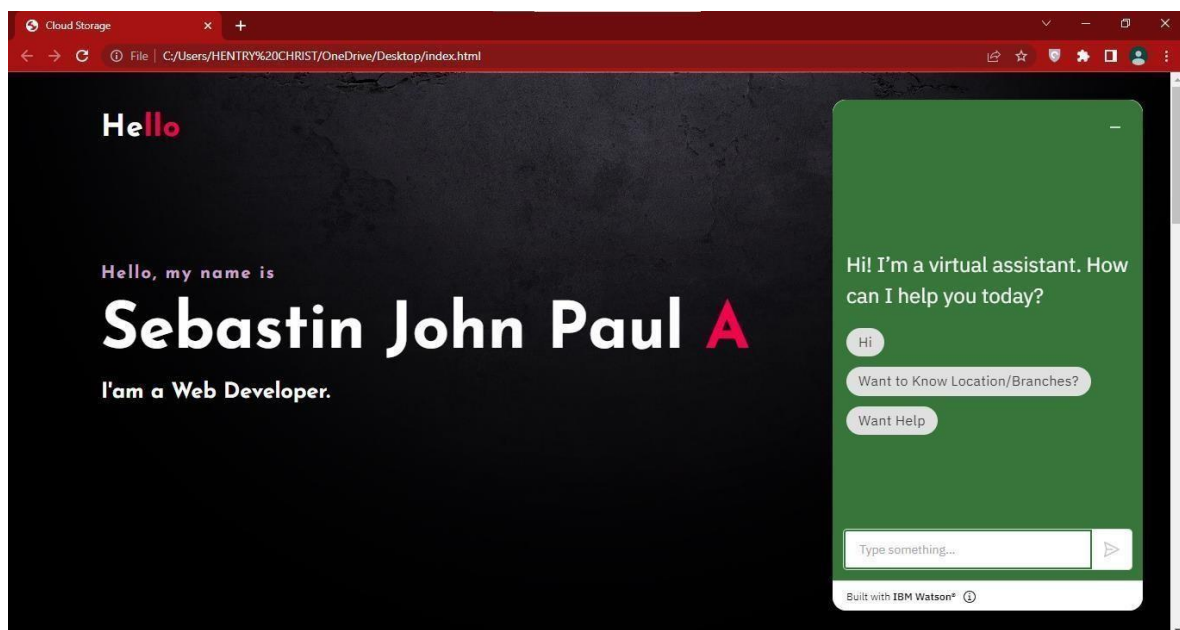 Cloud Storage
File | C:/Users/HENTRY%20CHRIST/OneDrive/Desktop/index.html
Hello
Hello, my name is
Sebastin John Paul A
I'am a Web Developer.
Hi! I’m a virtual assistant. How
can I help you today?
Hi
Want to Know Location/Branches?
Want Help
Type something...
Built with IBM Watson®